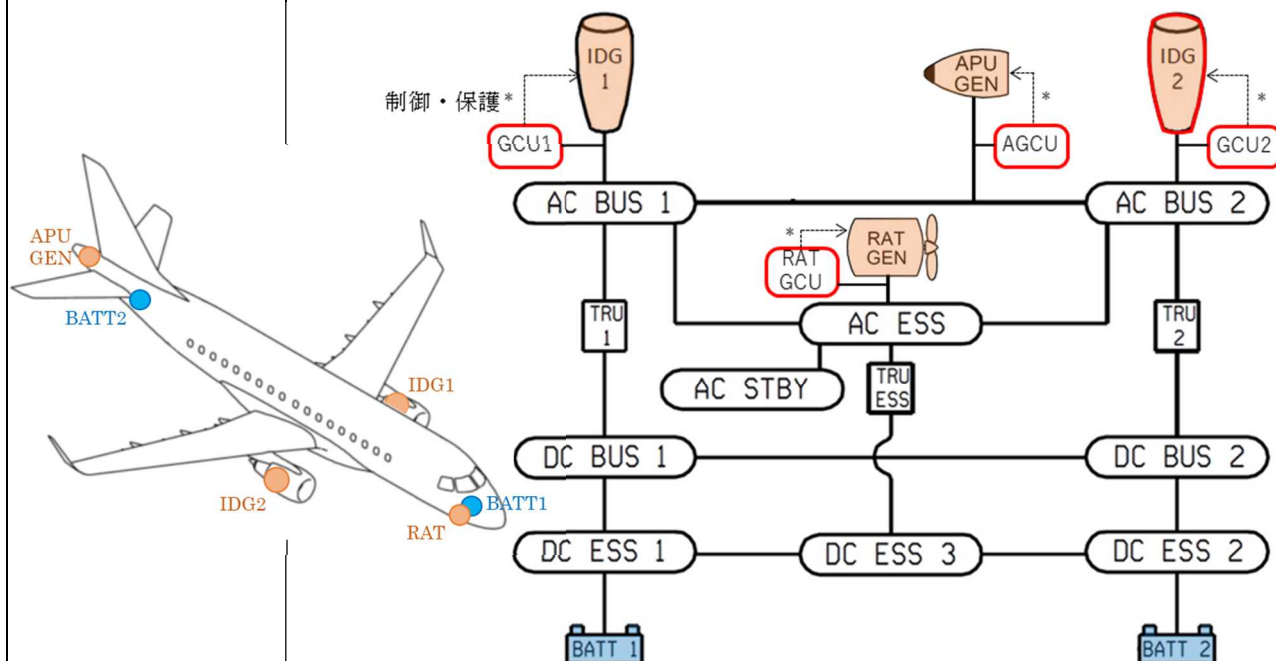 IDG
1
APU
GEN
IDG
2
制御・保護 *
*
*
GCU1
AGCU
GCU2
AC BUS 1
AC BUS 2
*
RAT
GCU
RAT
GEN
TRU
1
AC ESS
TRU
2
AC STBY
TRU
ESS
DC BUS 1
DC BUS 2
DC ESS 1
DC ESS 3
DC ESS 2
BATT 1
BATT 2
APU
GEN
BATT2
IDG1
IDG2
BATT1
RAT